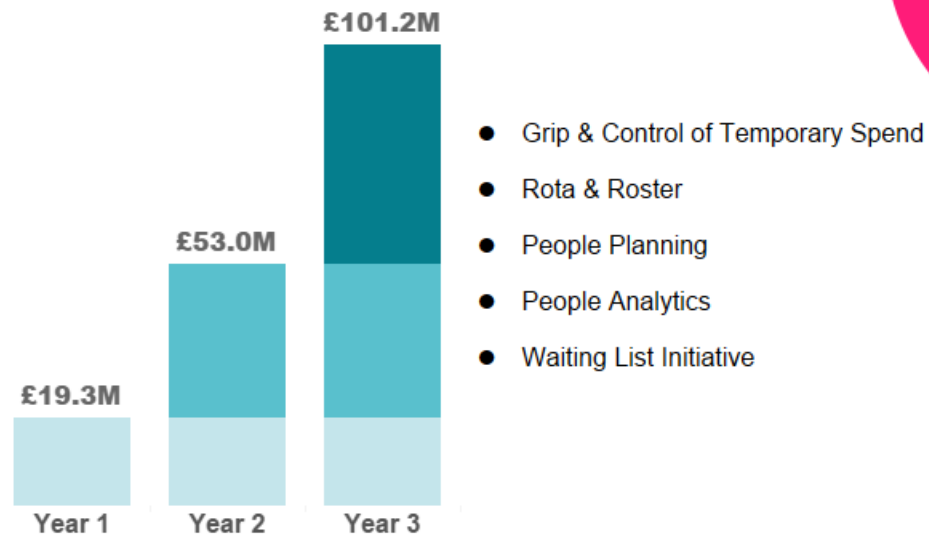 £101.2M
£53.0M
£19.3M
Year 1 Year 2 Year 3
● Grip & Control of Temporary Spend
● Rota & Roster
● People Planning
● People Analytics
● Waiting List Initiative